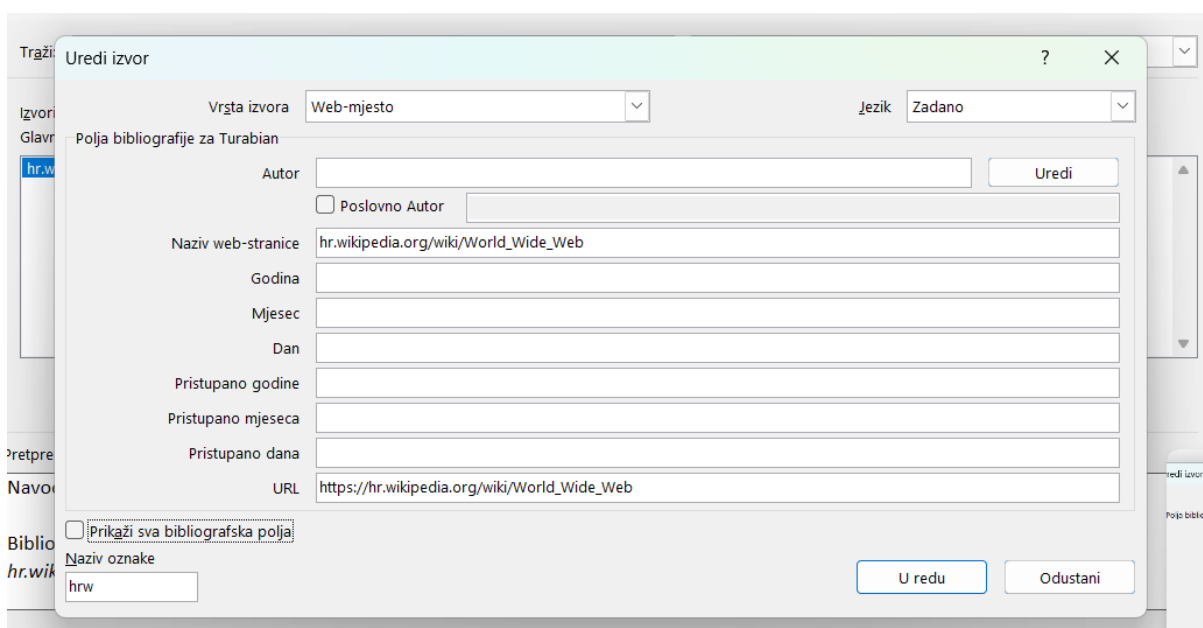 Traži:
Uredi izvor
?
Vrsta izvora Web-mjesto Jezik Zadano
Izvori
Glavn
Polja bibliografije za Turabian
hr.w
Autor Uredi
Poslovno Autor
Naziv web-stranice hr.wikipedia.org/wiki/World_Wide_Web
Godina
Mjesec
Dan
Pristupano godine
Pristupano mjeseca
Pristupano dana
Pretpre
URL https://hr.wikipedia.org/wiki/World_Wide_Web
Navo
Prikaži sva bibliografska polja
Biblio
Naziv oznake
hr.wik
hrw
U redu Odustani
edi izvor
Polja biblio